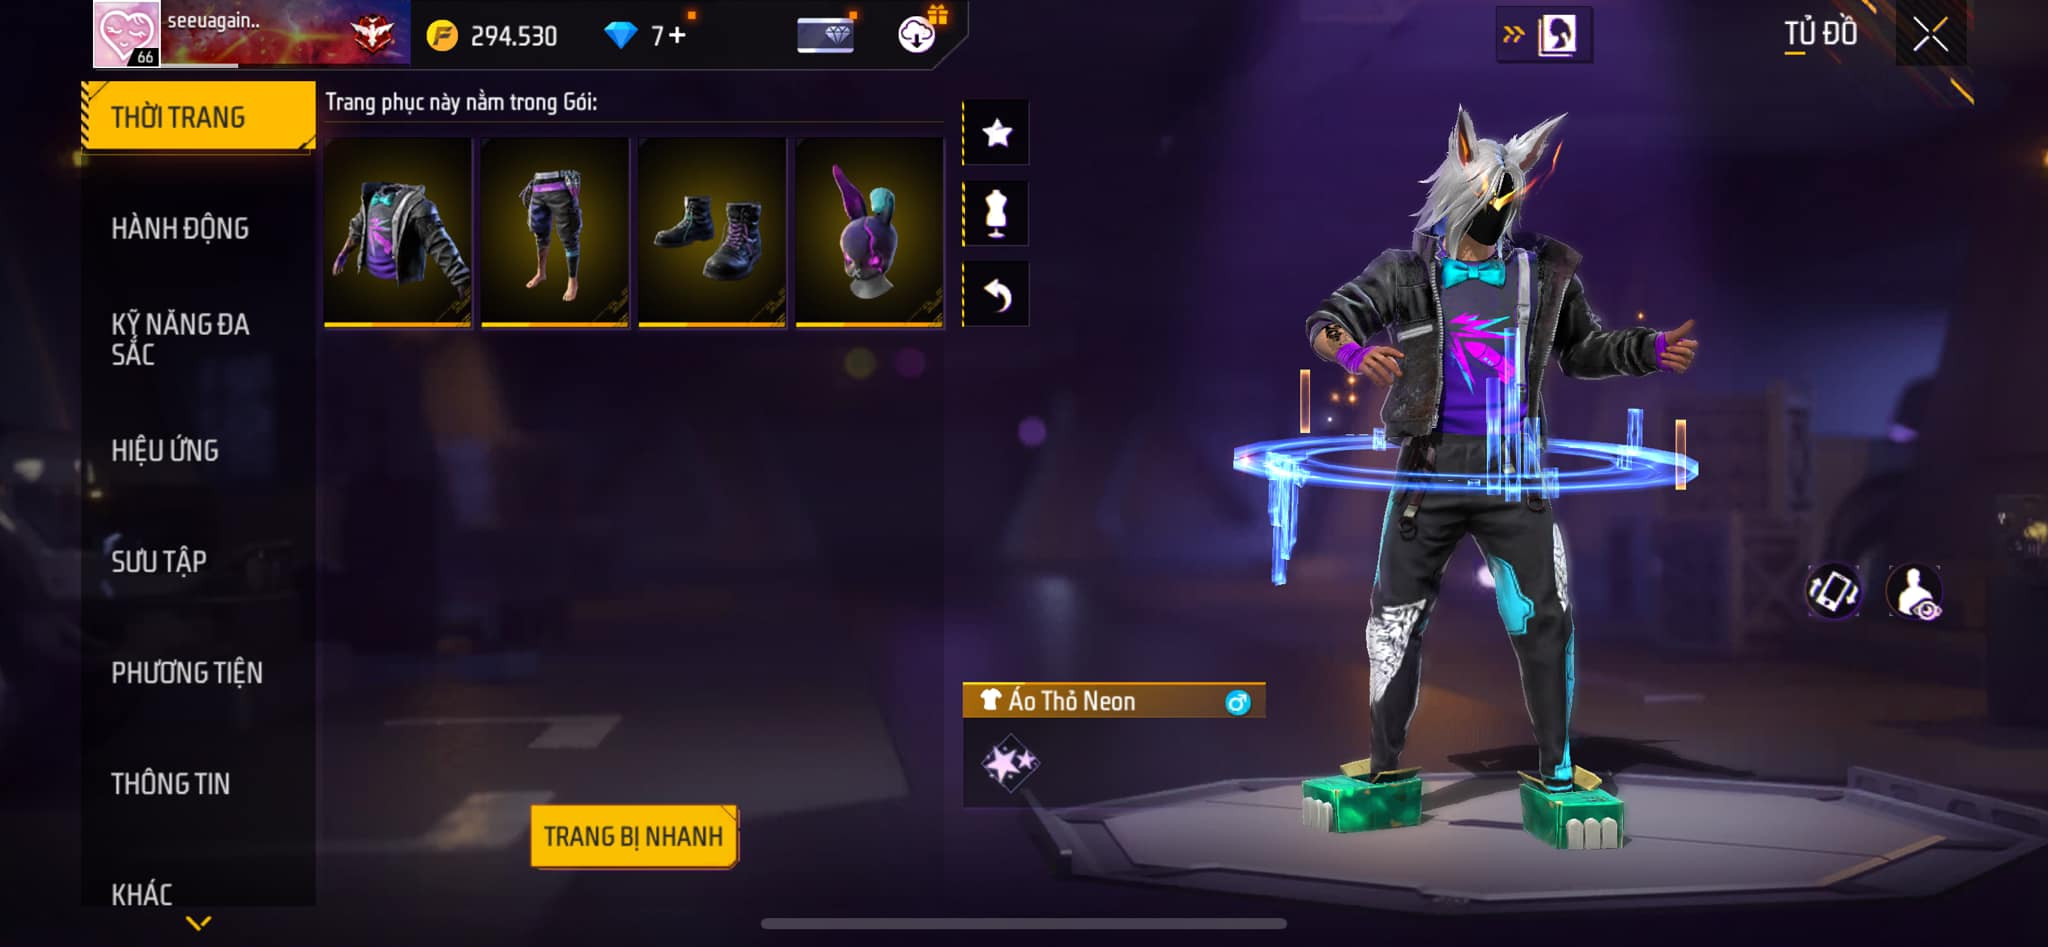 seeuagain..
66
294.530
7+
TỦ ĐỒ
THỜI TRANG
HÀNH ĐỘNG
KỸ NĂNG ĐA
SẮC
HIỆU ỨNG
SƯU TẬP
PHƯƠNG TIỆN
THÔNG TIN
KHÁC
Trang phục này nằm trong Gói:
Áo Thỏ Neon
TRANG BỊ NHANH